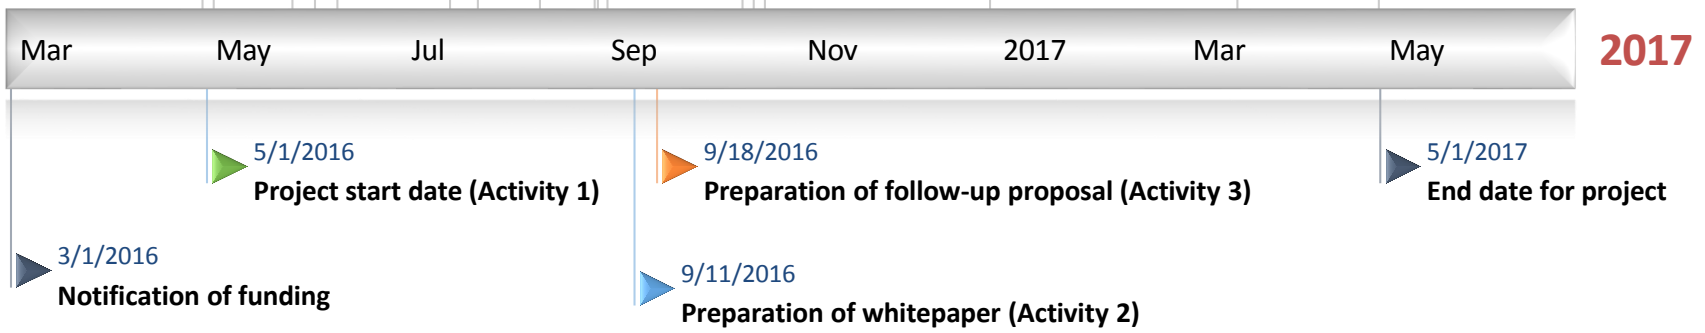 Mar May Jul Sep Nov 2017 Mar May 2017
5/1/2016
Project start date (Activity 1)
9/18/2016
Preparation of follow-up proposal (Activity 3)
5/1/2017
End date for project
3/1/2016
Notification of funding
9/11/2016
Preparation of whitepaper (Activity 2)